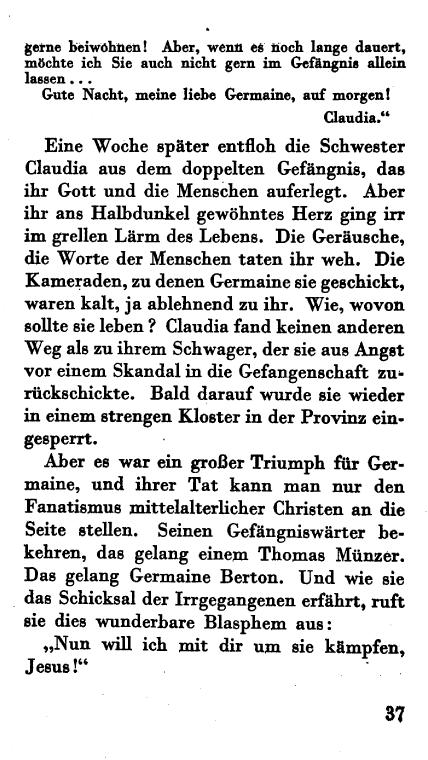 gerne beiwohnen! Aber, wenn es noch lange dauert,
möchte ich Sie auch nicht gern im Gefängnis allein
lassen...
Gute Nacht, meine liebe Germaine, auf morgen!
Claudia.“
Eine Woche später entfloh die Schwester
Claudia aus dem doppelten Gefängnis, das
ihr Gott und die Menschen auferlegt. Aber
ihr ans Halbdunkel gewöhntes Herz ging irr
im grellen Lärm des Lebens. Die Geräusche,
die Worte der Menschen taten ihr weh. Die
Kameraden, zu denen Germaine sie geschickt,
waren kalt, ja ablehnend zu ihr. Wie, wovon
sollte sie leben? Claudia fand keinen anderen
Weg als zu ihrem Schwager, der sie aus Angst
vor einem Skandal in die Gefangenschaft zu-
rückschickte. Bald darauf wurde sie wieder
in einem strengen Kloster in der Provinz ein-
gesperrt.
Aber es war ein großer Triumph für Ger-
maine, und ihrer Tat kann man nur den
Fanatismus mittelalterlicher Christen an die
Seite stellen. Seinen Gefängniswärter be-
kehren, das gelang einem Thomas Münzer.
Das gelang Germaine Berton. Und wie sie
das Schicksal der Irrgegangenen erfährt, ruft
sie dies wunderbare Blasphem aus:
„Nun will ich mit dir um sie kämpfen,
Jesus!“
37